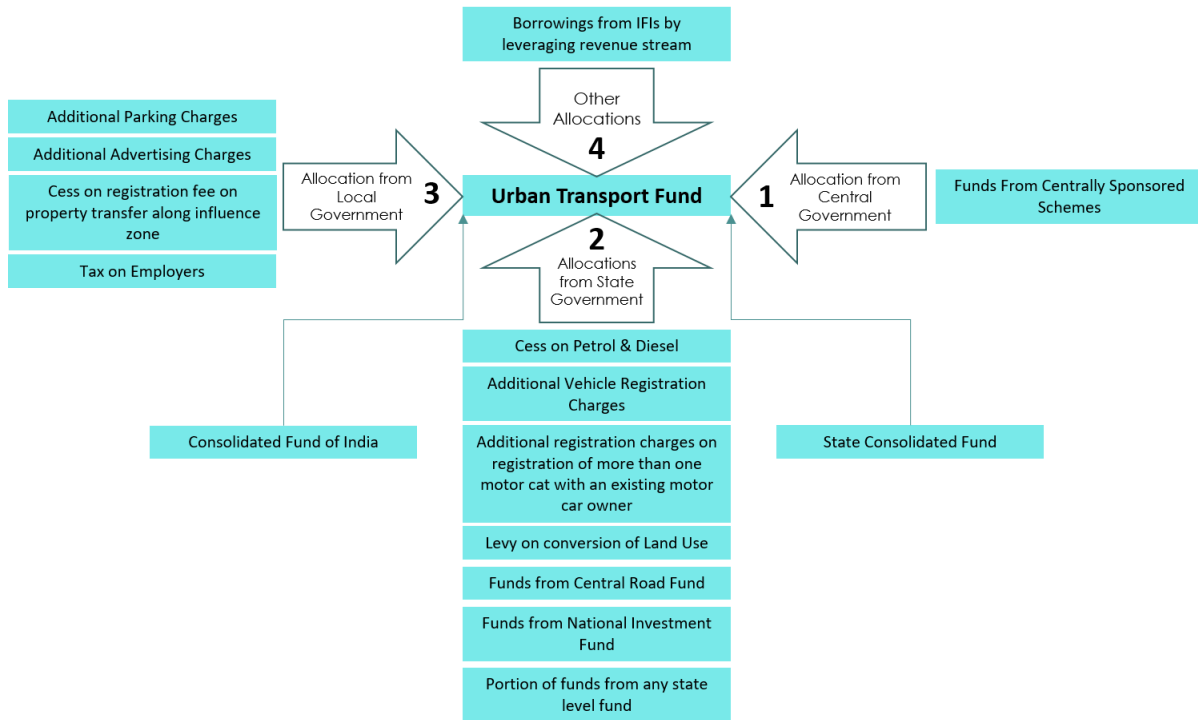 Borrowings from IFIs by
leveraging revenue stream
Other
Allocations
4
Additional Parking Charges
Additional Advertising Charges
Cess on registration fee on
property transfer along influence
zone
Tax on Employers
Allocation from
Local
Government
3
Urban Transport Fund
1
Allocation from
Central
Government
Funds From Centrally Sponsored
Schemes
2
Allocations
from State
Government
Cess on Petrol & Diesel
Additional Vehicle Registration
Charges
Additional registration charges on
registration of more than one
motor cat with an existing motor
car owner
Levy on conversion of Land Use
Funds from Central Road Fund
Funds from National Investment
Fund
Portion of funds from any state
level fund
Consolidated Fund of India
State Consolidated Fund